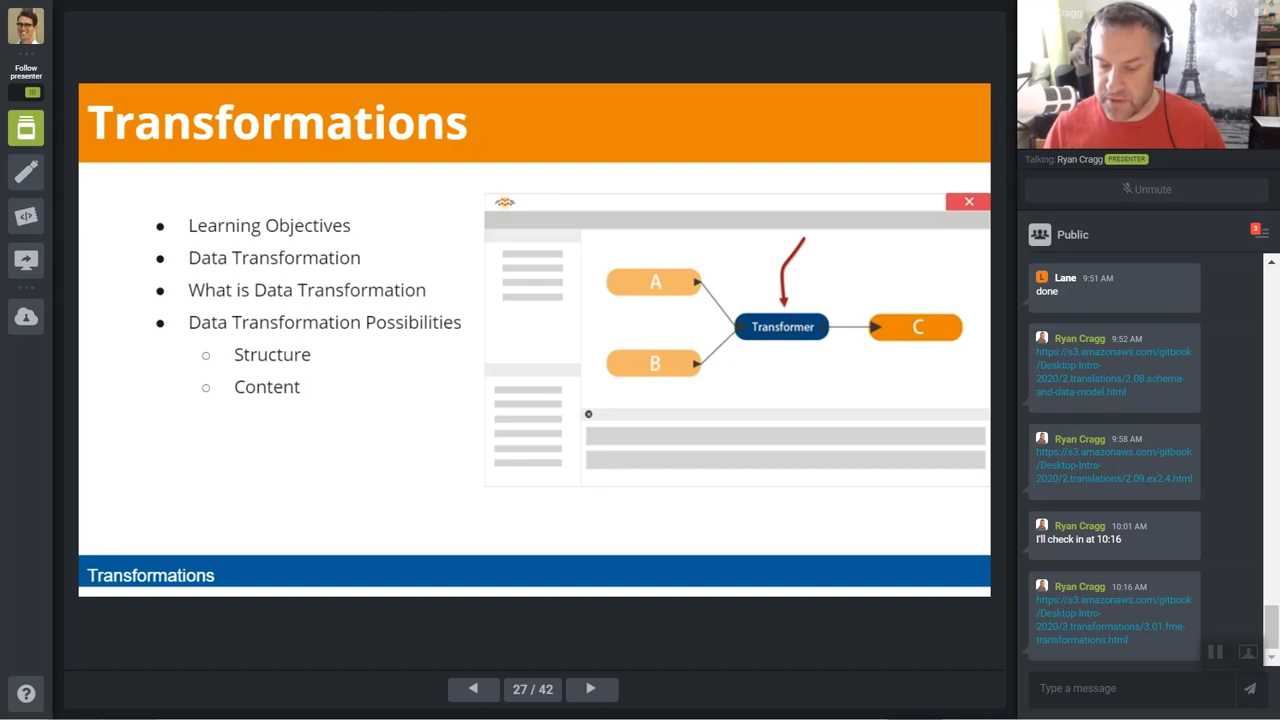 Follow
presenter
Transformations
● Learning Objectives
● Data Transformation
● What is Data Transformation
● Data Transformation Possibilities
○ Structure
○ Content
A
B
Transformer
C
Transformations
27 / 42
Talking: Ryan Cragg PRESENTER
Unmute
Public
3
L Lane 9:51 AM
done
Ryan Cragg 9:52 AM
https://s3.amazonaws.com/gitbook
/Desktop-Intro-
2020/2.translations/2.08.schema-
and-data-model.html
Ryan Cragg 9:58 AM
https://s3.amazonaws.com/gitbook
/Desktop-Intro-
2020/2.translations/2.09.ex2.4.html
Ryan Cragg 10:01 AM
I'll check in at 10:16
Ryan Cragg 10:16 AM
https://s3.amazonaws.com/gitbook
/Desktop-Intro-
2020/3.transformations/3.01.fme-
transformations.html
Type a message